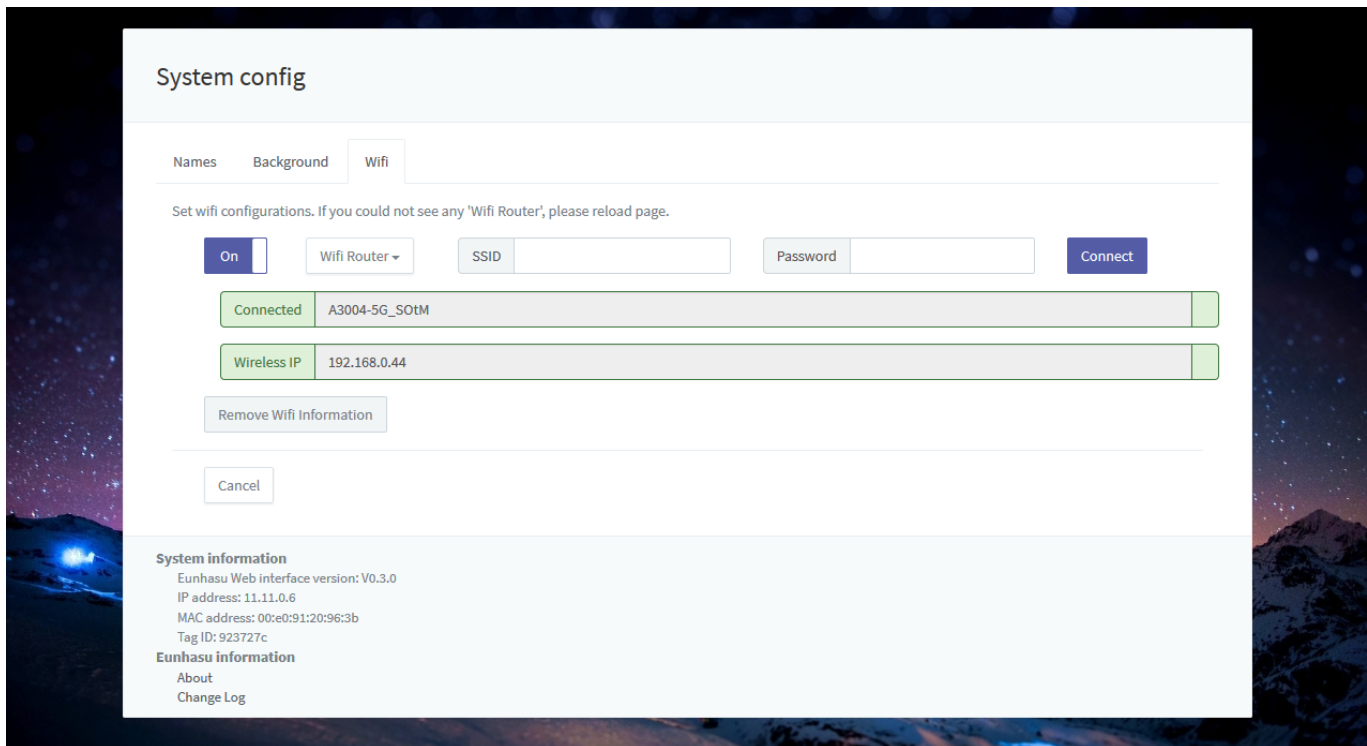 System config
Names Background Wifi
Set wifi configurations. If you could not see any 'Wifi Router', please reload page.
On Wifi Router SSID Password Connect
Connected A3004-5G_SOtM
Wireless IP 192.168.0.44
Remove Wifi Information
Cancel
System information
Eunhasu Web interface version: V0.3.0
IP address: 11.11.0.6
MAC address: 00:e0:91:20:96:3b
Tag ID: 923727c
Eunhasu information
About
Change Log